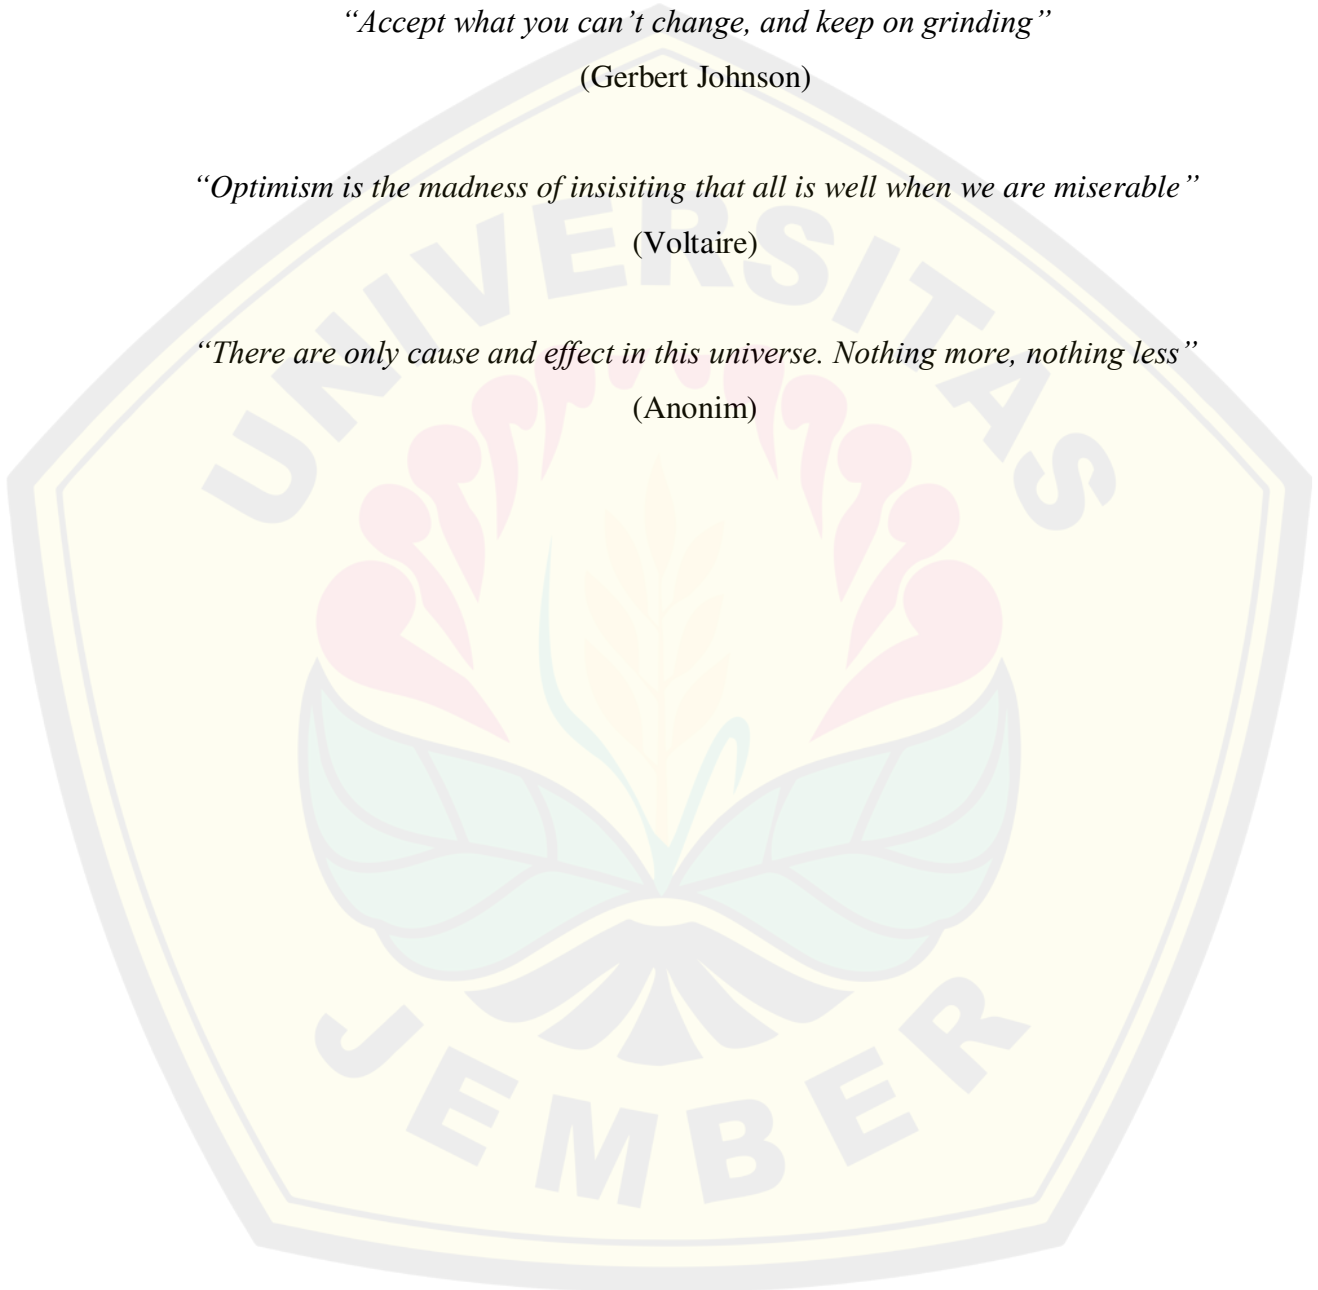 “Accept what you can’t change, and keep on grinding”
(Gerbert Johnson)
“Optimism is the madness of insisiting that all is well when we are miserable”
(Voltaire)
“There are only cause and effect in this universe. Nothing more, nothing less”
(Anonim)
UNIVERSITAS
JEMBER